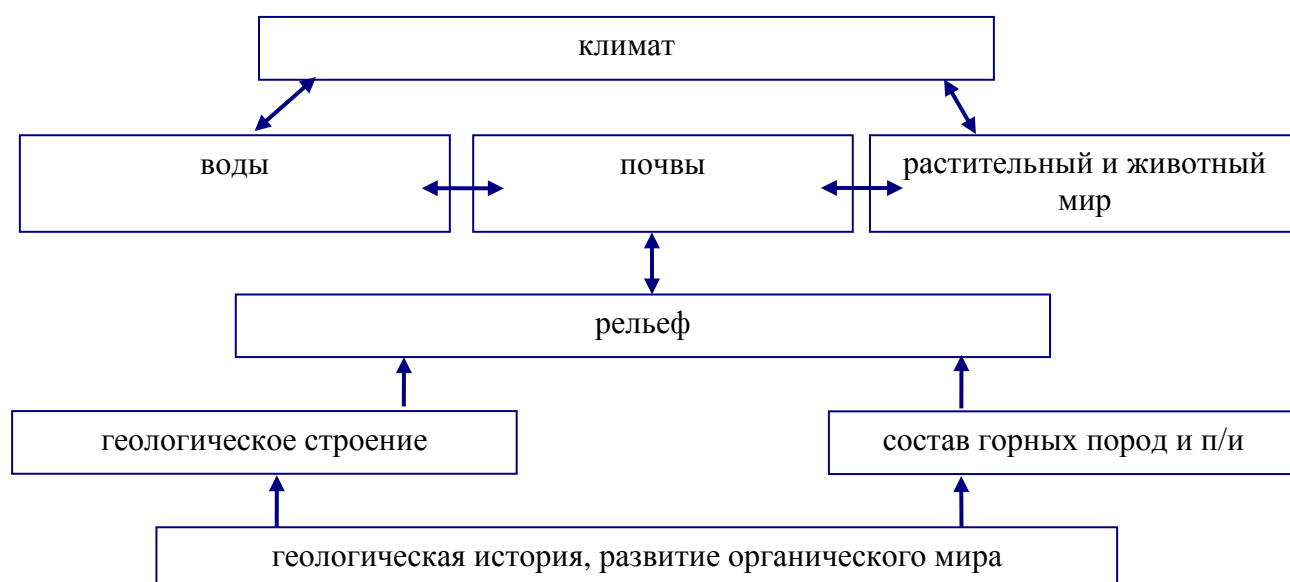 климат
воды
почвы
растительный и животный
мир
рельеф
геологическое строение
состав горных пород и п/и
геологическая история, развитие органического мира